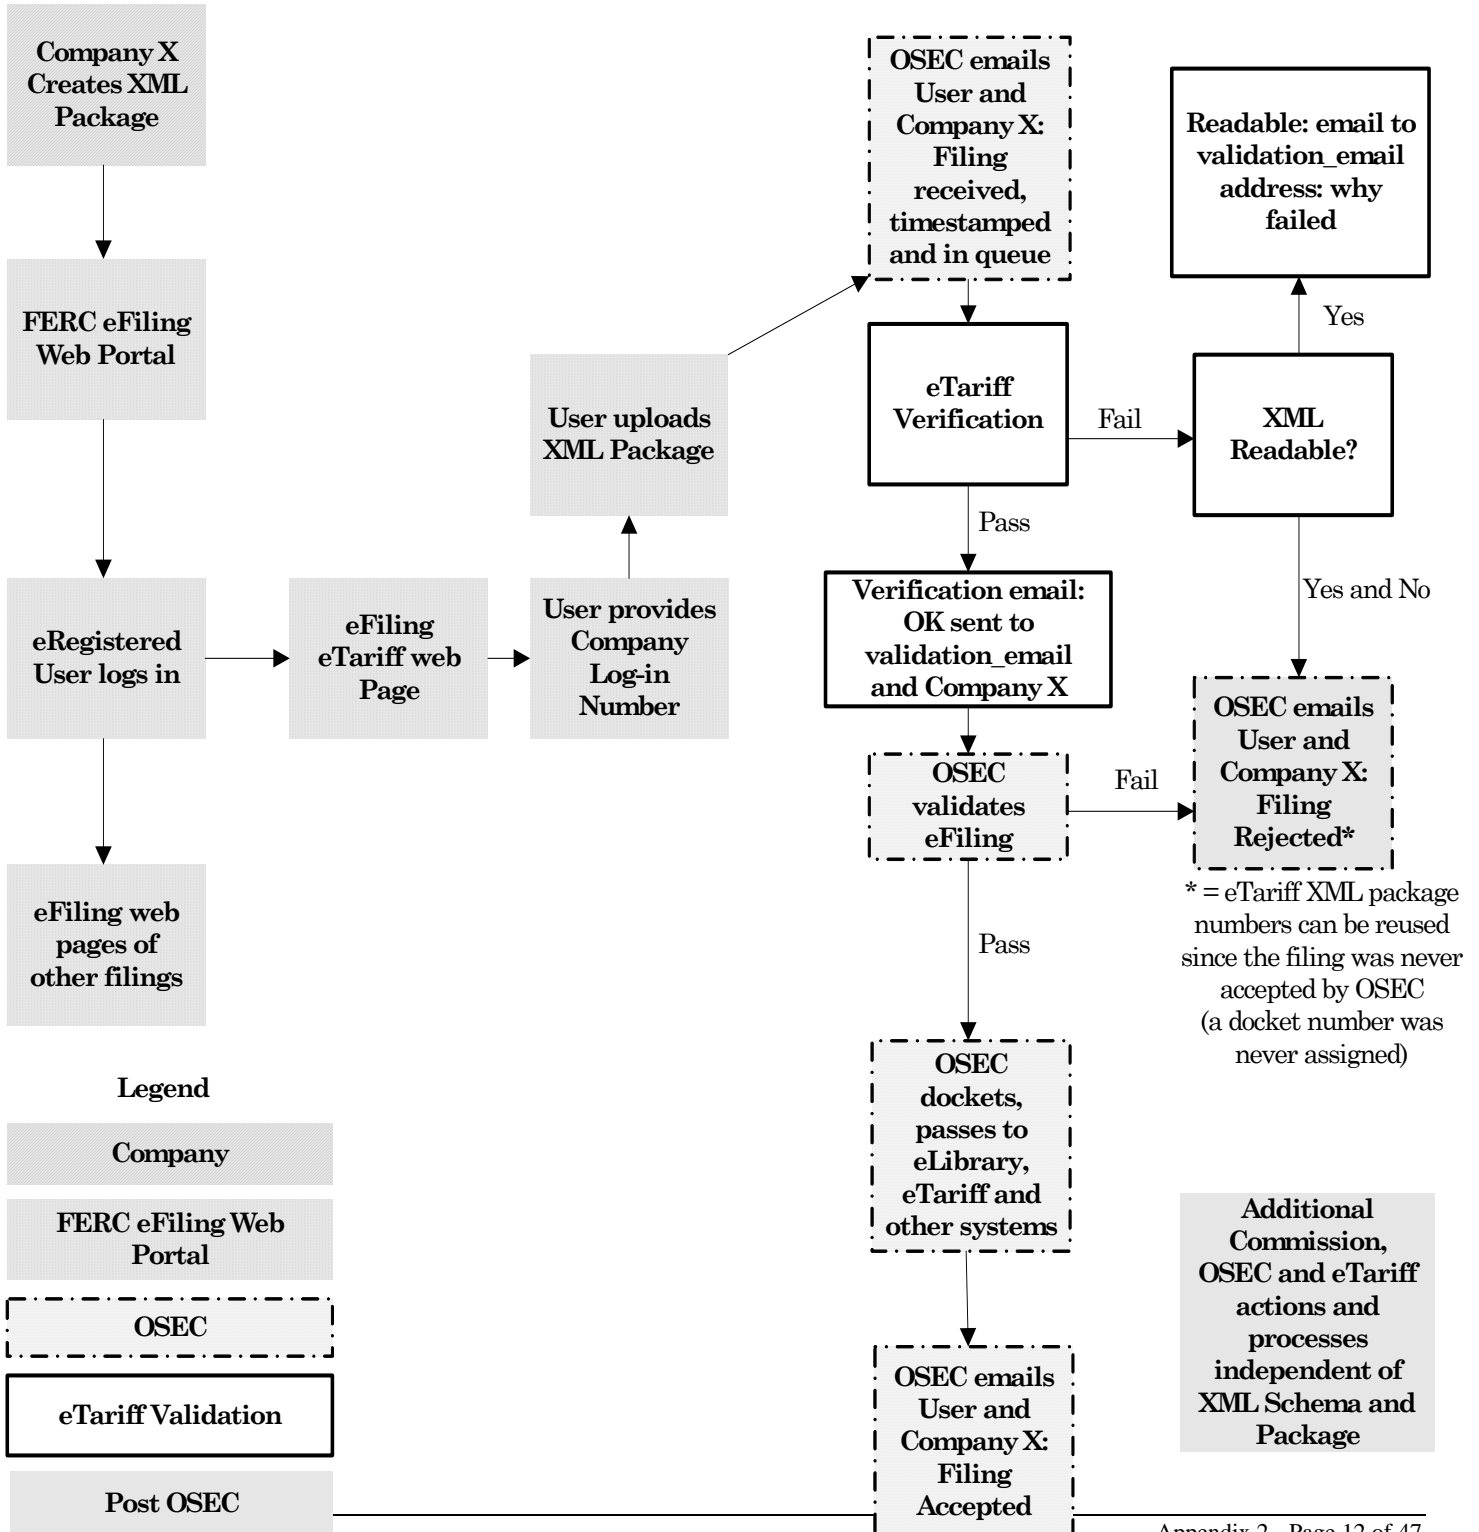 Company X
Creates XML
Package
FERC eFiling
Web Portal
eRegistered
User logs in
eFiling web
pages of
other filings
eFiling
eTariff web
Page
User provides
Company
Log-in
Number
User uploads
XML Package
OSEC emails
User and
Company X:
Filing
received,
timestamped
and in queue
eTariff
Verification
Fail
XML
Readable?
Yes
Readable: email to
validation_email
address: why
failed
Pass
Yes and No
Verification email:
OK sent to
validation_email
and Company X
OSEC
validates
eFiling
Fail
OSEC emails
User and
Company X:
Filing
Rejected*
* = eTariff XML package
numbers can be reused
since the filing was never
accepted by OSEC
(a docket number was
never assigned)
Pass
OSEC
dockets,
passes to
eLibrary,
eTariff and
other systems
OSEC emails
User and
Company X:
Filing
Accepted
Additional
Commission,
OSEC and eTariff
actions and
processes
independent of
XML Schema and
Package
Legend
Company
FERC eFiling Web
Portal
OSEC
eTariff Validation
Post OSEC
Appendix 2 - Page 12 of 47